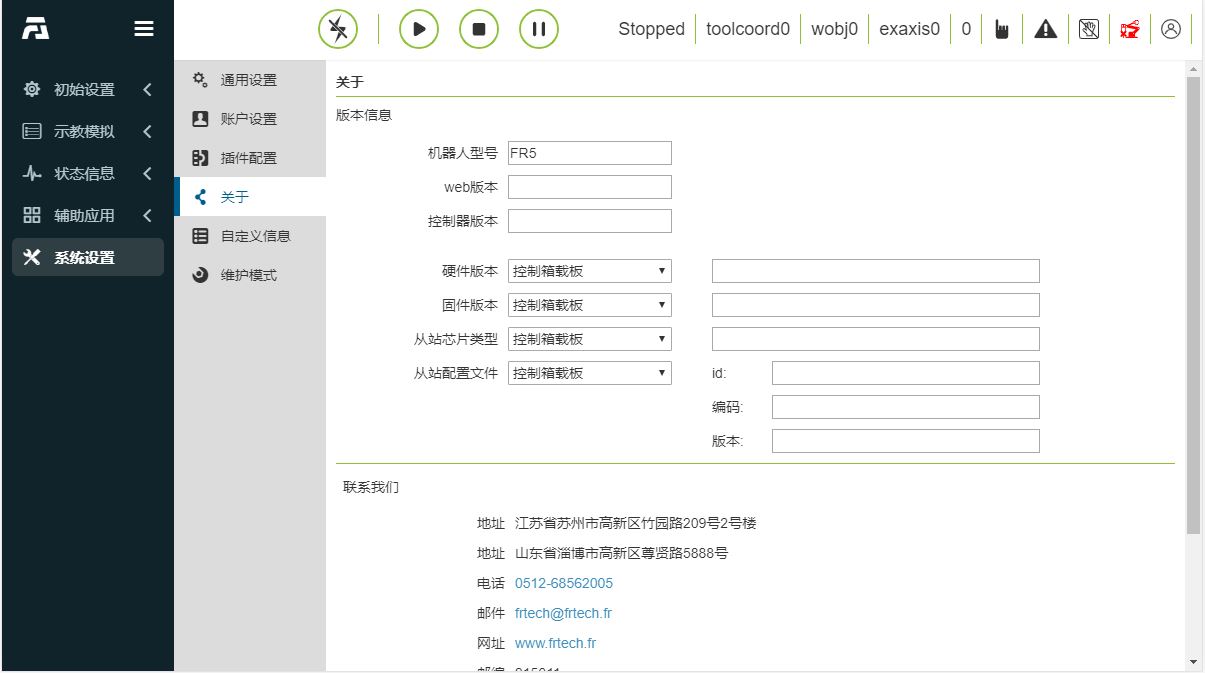 Stopped
toolcoord0
wobj0
exaxis0
0
初始设置
示教模拟
状态信息
辅助应用
系统设置
通用设置
账户设置
插件配置
关于
自定义信息
维护模式
关于
版本信息
机器人型号 FR5
web版本
控制器版本
硬件版本 控制箱载板
固件版本 控制箱载板
从站芯片类型 控制箱载板
从站配置文件 控制箱载板 id:
编码:
版本:
联系我们
地址 江苏省苏州市高新区竹园路209号2号楼
地址 山东省淄博市高新区尊贤路5888号
电话 0512-68562005
邮件 frtech@frtech.fr
网址 www.frtech.fr